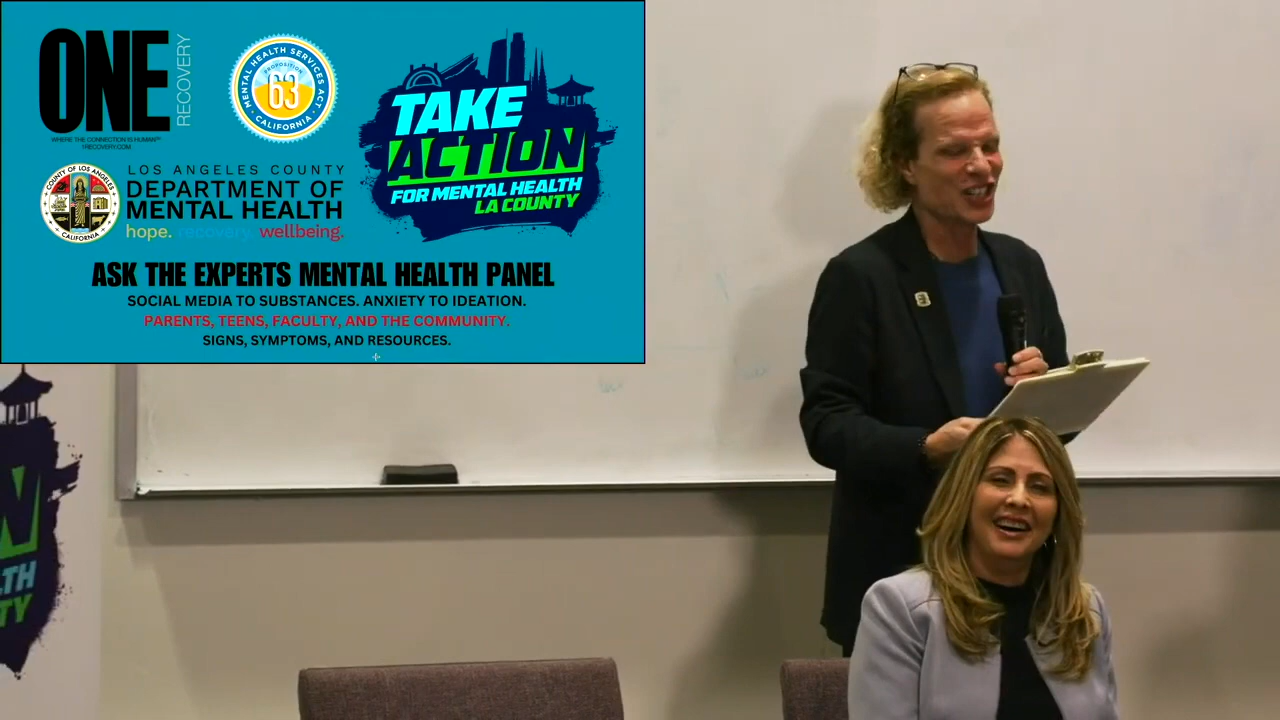 ONE
RECOVERY
WHERE THE CONNECTION IS HUMAN
1RECOVERY.COM
MENTAL HEALTH SERVICES ACT
PROPOSITION
63
CALIFORNIA
TAKE
ACTION
FOR MENTAL HEALTH
LA COUNTY
COUNTY OF LOS ANGELES
CALIFORNIA
LOS ANGELES COUNTY
DEPARTMENT OF
MENTAL HEALTH
hope. recovery. wellbeing.
ASK THE EXPERTS MENTAL HEALTH PANEL
SOCIAL MEDIA TO SUBSTANCES. ANXIETY TO IDEATION.
PARENTS, TEENS, FACULTY, AND THE COMMUNITY.
SIGNS, SYMPTOMS, AND RESOURCES.
N
LTH
TY